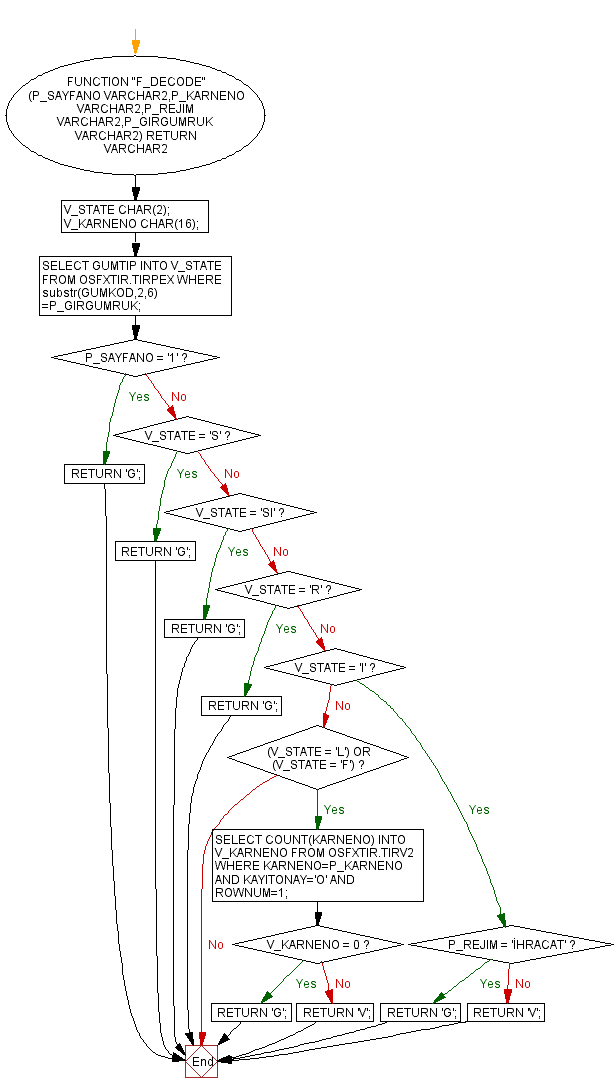 FUNCTION "F_DECODE"
(P_SAYFANO VARCHAR2,P_KARNENO
VARCHAR2,P_REJIM
VARCHAR2,P_GIRGUMRUK
VARCHAR2) RETURN
VARCHAR2
V_STATE CHAR(2);
V_KARNENO CHAR(16);
SELECT GUMTIP INTO V_STATE
FROM OSFXTIR.TIRPEX WHERE
substr(GUMKOD,2,6)
=P_GIRGUMRUK;
P_SAYFANO = '1' ?
Yes
No
V_STATE = 'S' ?
RETURN 'G';
Yes
No
V_STATE = 'SI' ?
RETURN 'G';
Yes
No
V_STATE = 'R' ?
RETURN 'G';
Yes
No
V_STATE = 'I' ?
RETURN 'G';
No
(V_STATE = 'L') OR
(V_STATE = 'F') ?
Yes
Yes
SELECT COUNT(KARNENO) INTO
V_KARNENO FROM OSFXTIR.TIRV2
WHERE KARNENO=P_KARNENO
AND KAYITONAY='O' AND
ROWNUM=1;
No
V_KARNENO = 0 ?
P_REJIM = 'İHRACAT' ?
Yes
No
Yes
No
RETURN 'G';
RETURN 'V';
RETURN 'G';
RETURN 'V';
End